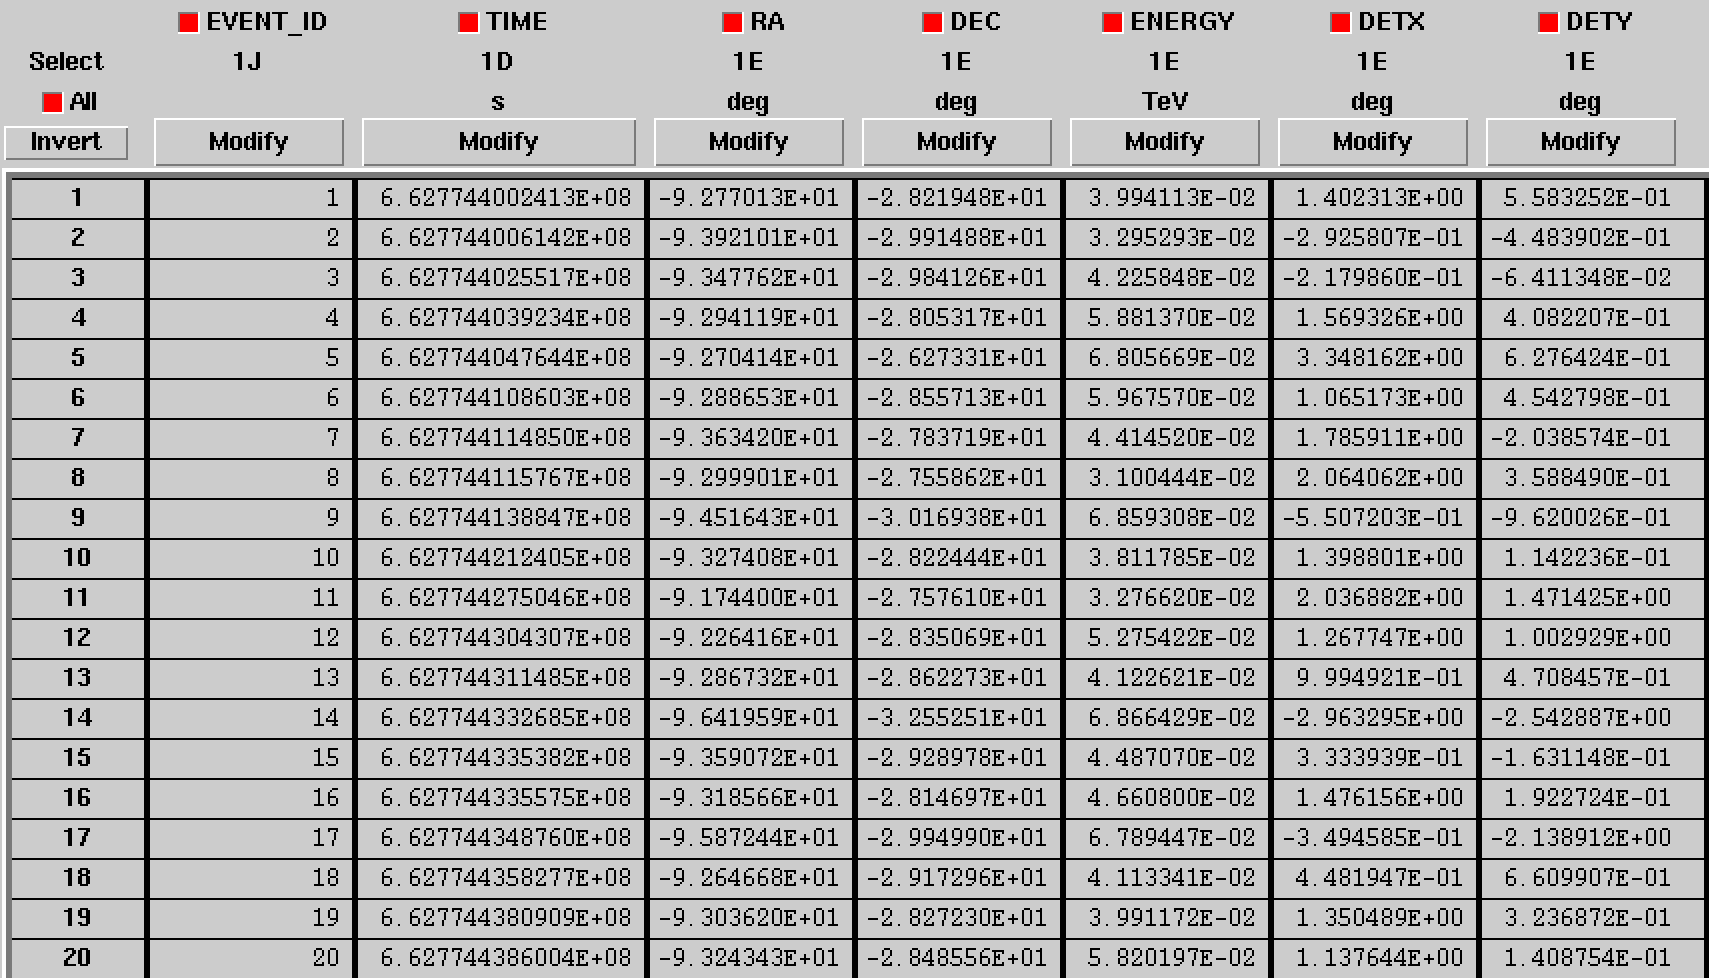 EVENT_ID TIME RA DEC ENERGY DETX DETY
Select 1J 1D 1E 1E 1E 1E 1E
All s deg deg TeV deg deg
Invert Modify Modify Modify Modify Modify Modify Modify
1 1 6.627744002413E+08 -9.277013E+01 -2.821948E+01 3.994113E-02 1.402313E+00 5.583252E-01
2 2 6.627744006142E+08 -9.392101E+01 -2.991488E+01 3.295293E-02 -2.925807E-01 -4.483902E-01
3 3 6.627744025517E+08 -9.347762E+01 -2.984126E+01 4.225848E-02 -2.179860E-01 -6.411348E-02
4 4 6.627744039234E+08 -9.294119E+01 -2.805317E+01 5.881370E-02 1.569326E+00 4.082207E-01
5 5 6.627744047644E+08 -9.270414E+01 -2.627331E+01 6.805669E-02 3.348162E+00 6.276424E-01
6 6 6.627744108603E+08 -9.288653E+01 -2.855713E+01 5.967570E-02 1.065173E+00 4.542798E-01
7 7 6.627744114850E+08 -9.363420E+01 -2.783719E+01 4.414520E-02 1.785911E+00 -2.038574E-01
8 8 6.627744115767E+08 -9.299901E+01 -2.755862E+01 3.100444E-02 2.064062E+00 3.588490E-01
9 9 6.627744138847E+08 -9.451643E+01 -3.016938E+01 6.859308E-02 -5.507203E-01 -9.620026E-01
10 10 6.627744212405E+08 -9.327408E+01 -2.822444E+01 3.811785E-02 1.398801E+00 1.142236E-01
11 11 6.627744275046E+08 -9.174400E+01 -2.757610E+01 3.276620E-02 2.036882E+00 1.471425E+00
12 12 6.627744304307E+08 -9.226416E+01 -2.835069E+01 5.275422E-02 1.267747E+00 1.002929E+00
13 13 6.627744311485E+08 -9.286732E+01 -2.862273E+01 4.122621E-02 9.994921E-01 4.708457E-01
14 14 6.627744332685E+08 -9.641959E+01 -3.255251E+01 6.866429E-02 -2.963295E+00 -2.542887E+00
15 15 6.627744335382E+08 -9.359072E+01 -2.928978E+01 4.487070E-02 3.333939E-01 -1.631148E-01
16 16 6.627744335575E+08 -9.318566E+01 -2.814697E+01 4.660800E-02 1.476156E+00 1.922724E-01
17 17 6.627744348760E+08 -9.587244E+01 -2.994990E+01 6.789447E-02 -3.494585E-01 -2.138912E+00
18 18 6.627744358277E+08 -9.264668E+01 -2.917296E+01 4.113341E-02 4.481947E-01 6.609907E-01
19 19 6.627744380909E+08 -9.303620E+01 -2.827230E+01 3.991172E-02 1.350489E+00 3.236872E-01
20 20 6.627744386004E+08 -9.324343E+01 -2.848556E+01 5.820197E-02 1.137644E+00 1.408754E-01